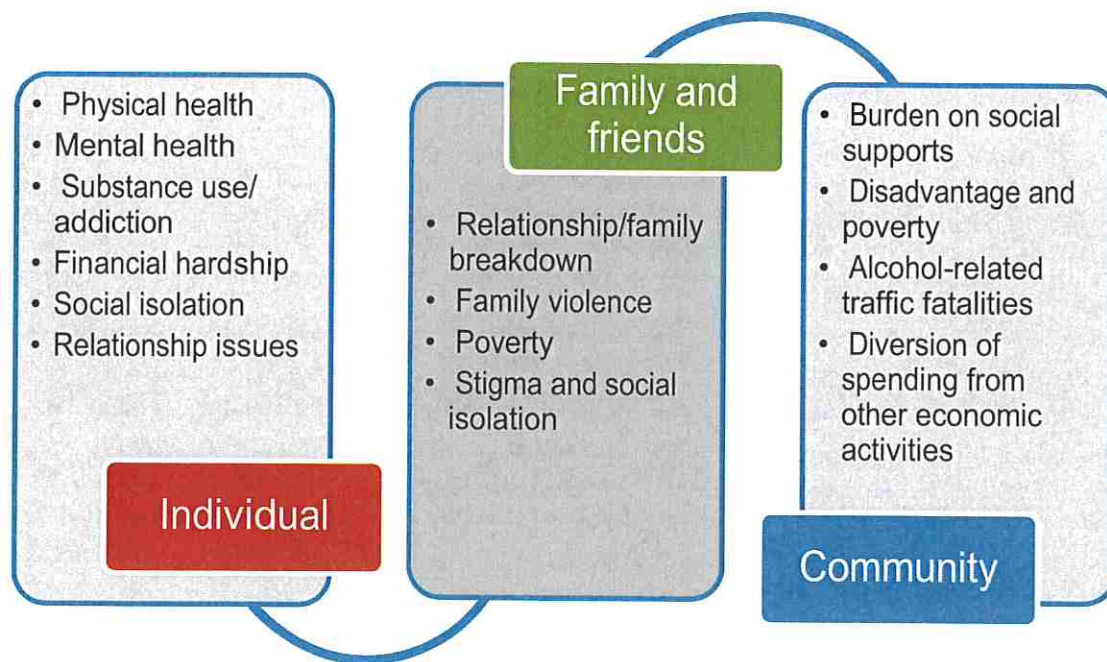 • Physical health
• Mental health
• Substance use/
addiction
• Financial hardship
• Social isolation
• Relationship issues
Individual
Family and
friends
• Relationship/family
breakdown
• Family violence
• Poverty
• Stigma and social
isolation
• Burden on social
supports
• Disadvantage and
poverty
• Alcohol-related
traffic fatalities
• Diversion of
spending from
other economic
activities
Community